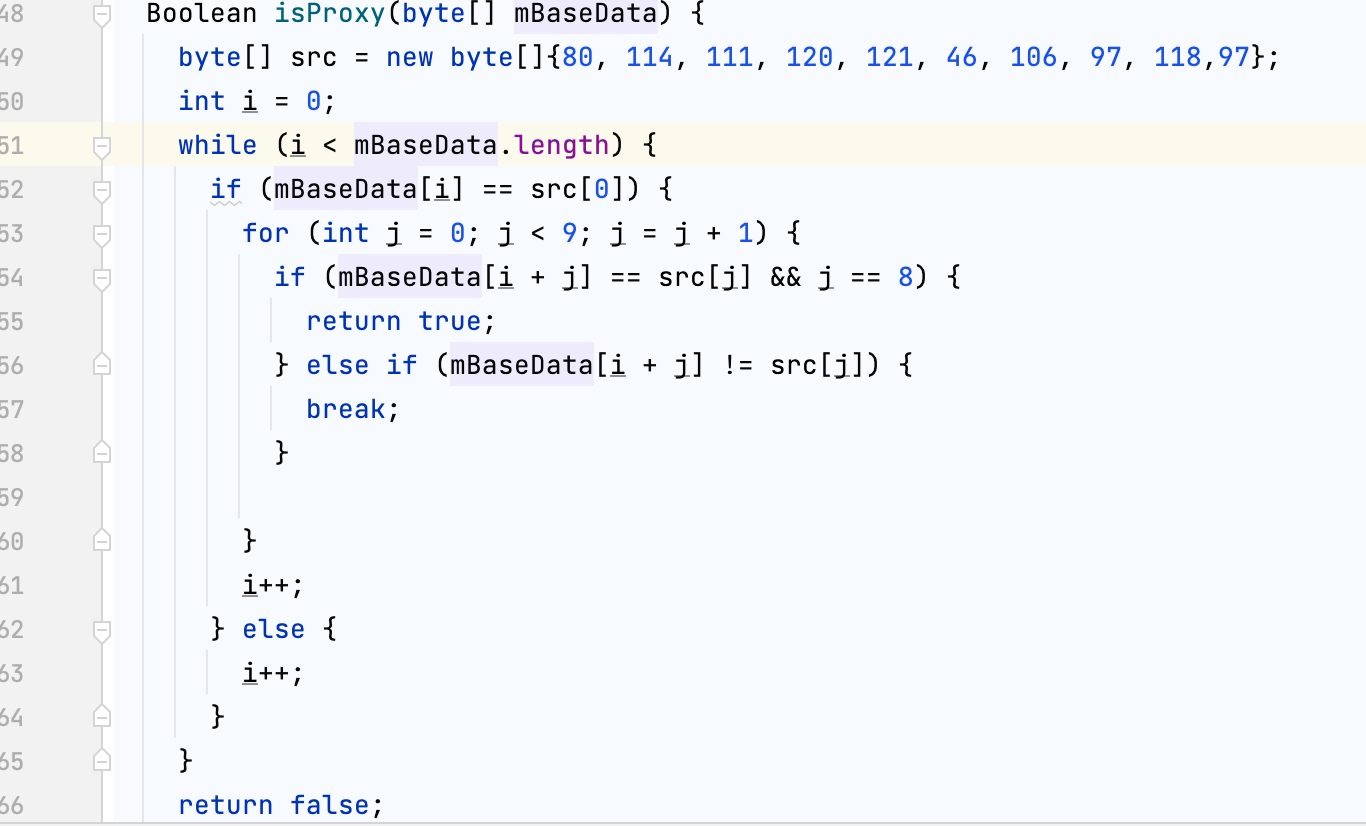 48 Boolean isProxy(byte[] mBaseData) {
49 byte[] src = new byte[]{80, 114, 111, 120, 121, 46, 106, 97, 118,97};
50 int i = 0;
51 while (i < mBaseData.length) {
52 if (mBaseData[i] == src[0]) {
53 for (int j = 0; j < 9; j = j + 1) {
54 if (mBaseData[i + j] == src[j] && j == 8) {
55 return true;
56 } else if (mBaseData[i + j] != src[j]) {
57 break;
58 }
59
60 }
61 i++;
62 } else {
63 i++;
64 }
65 }
66 return false;